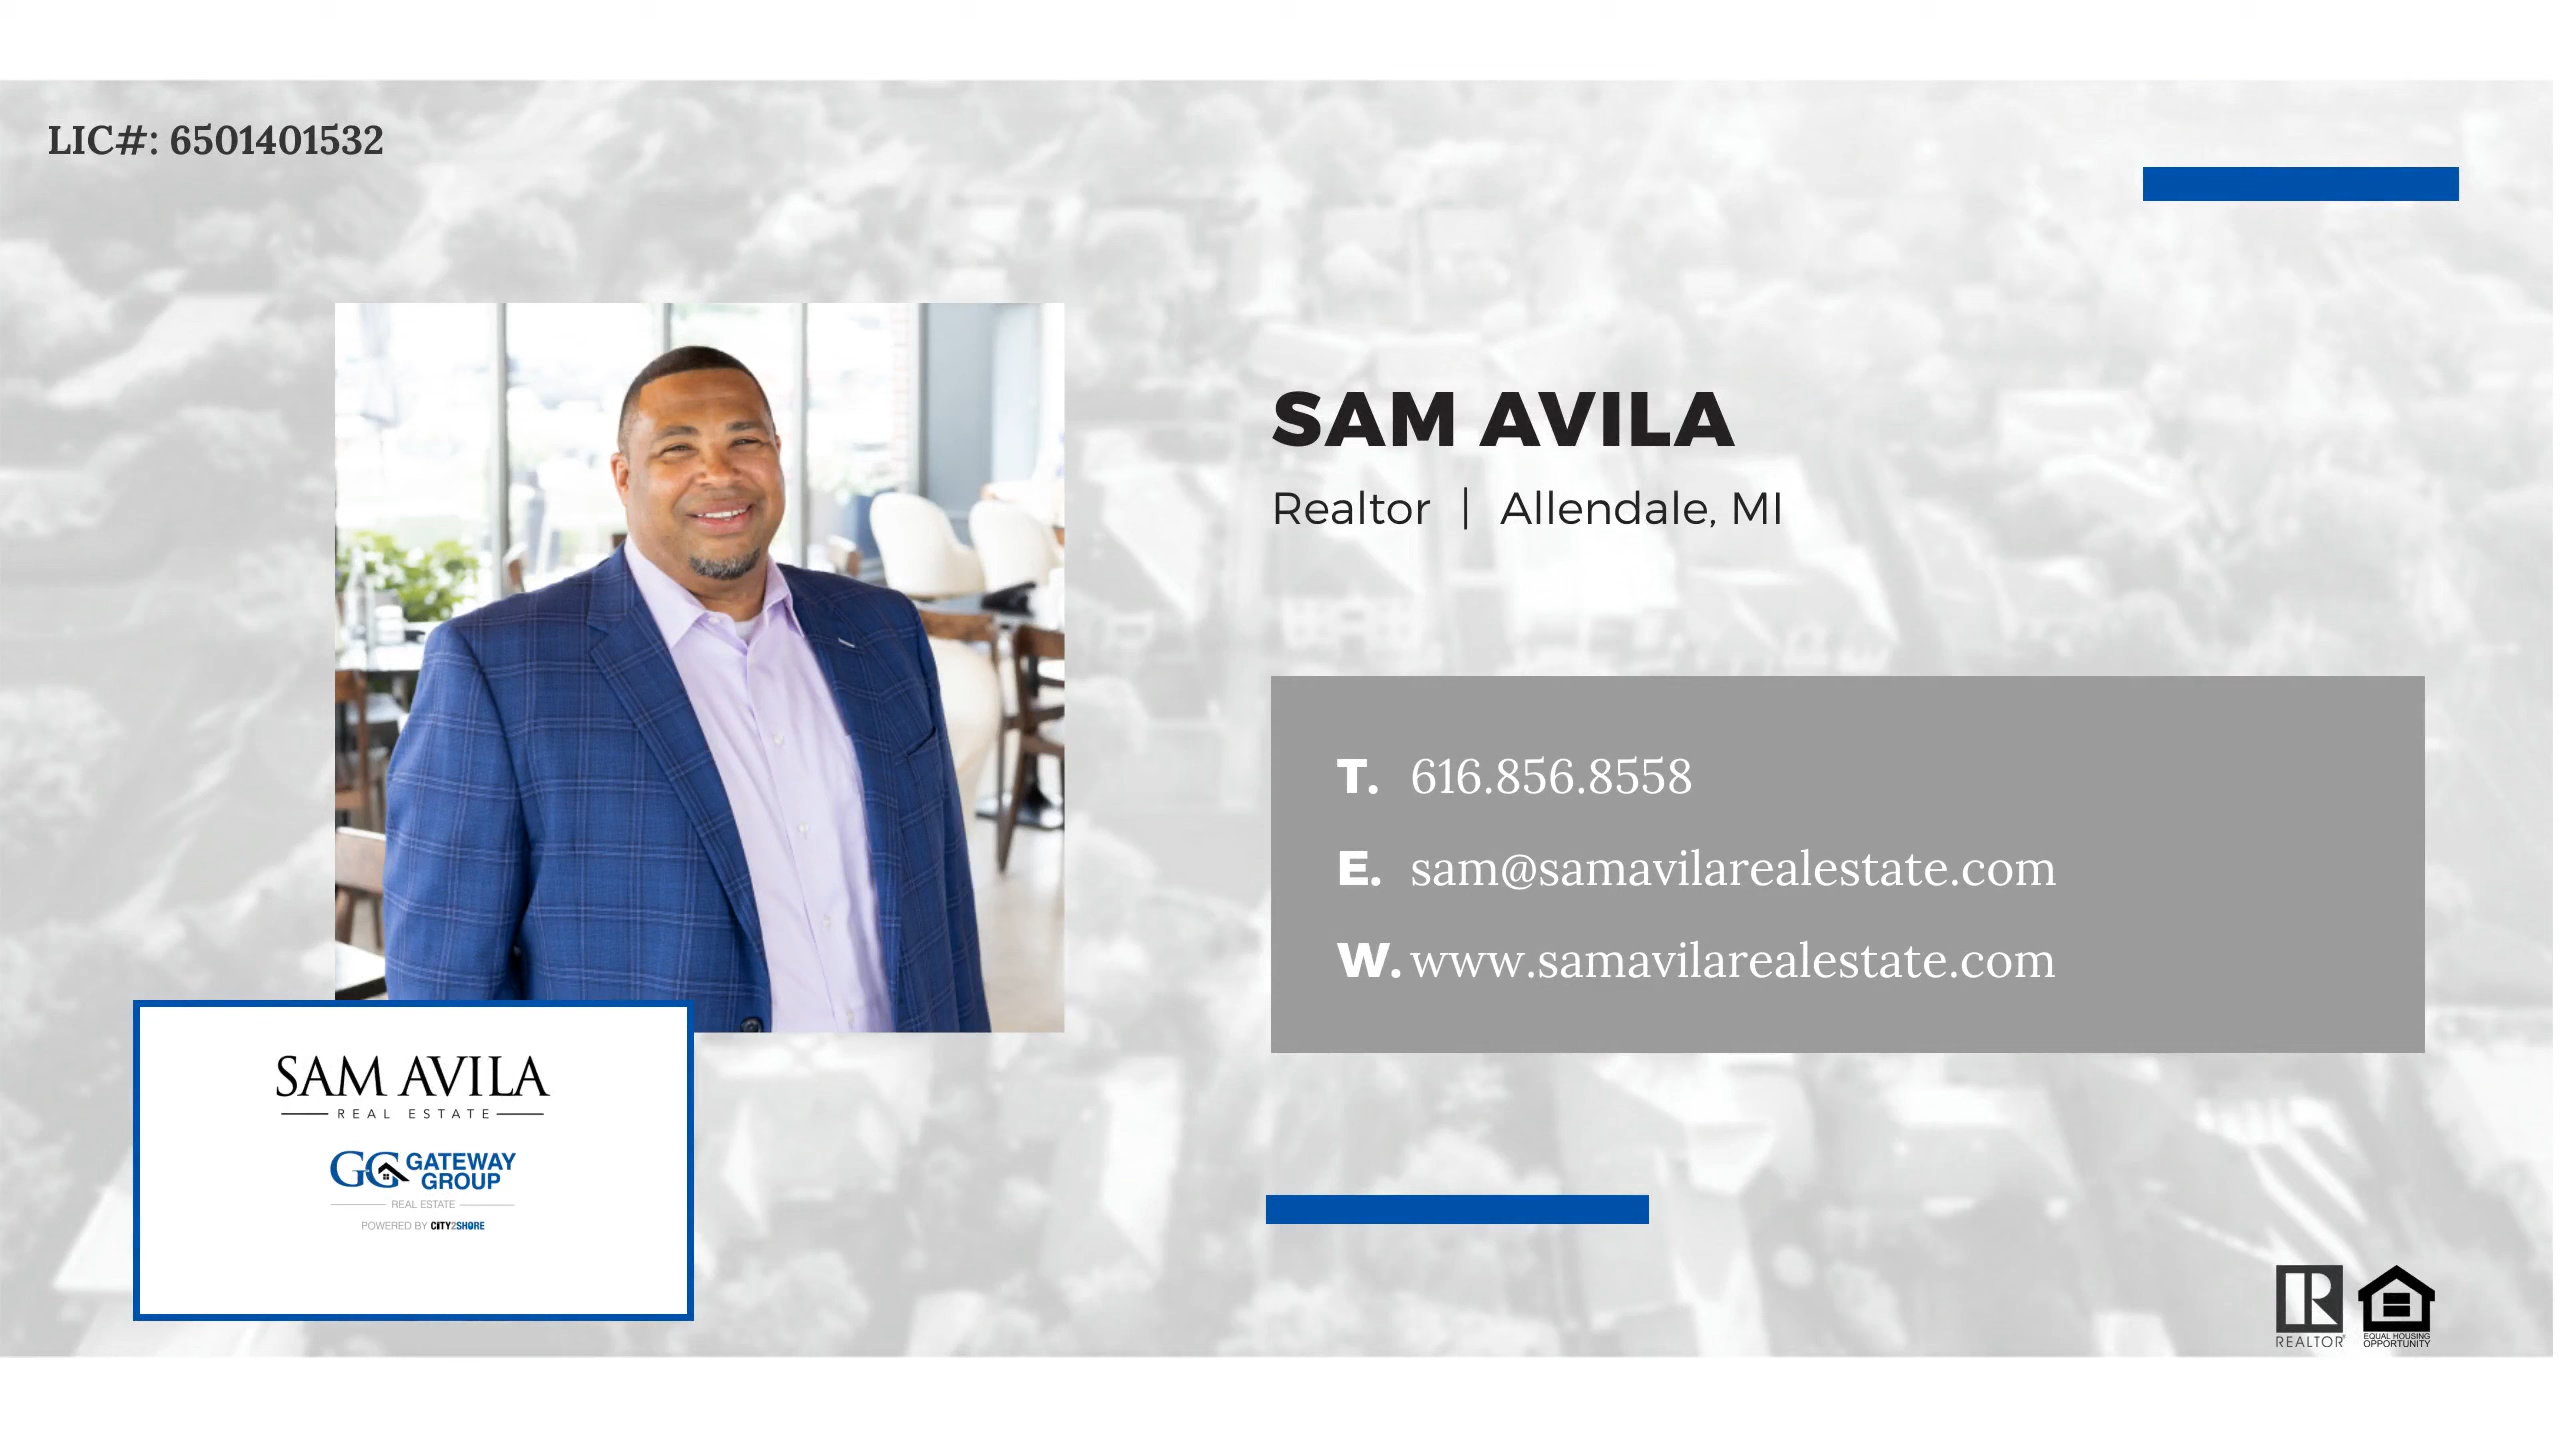 LIC#: 6501401532
SAM AVILA
Realtor | Allendale, MI
T. 616.856.8558
E. sam@samavilarealestate.com
W. www.samavilarealestate.com
SAM AVILA
REAL ESTATE
GG GATEWAY
GROUP
REAL ESTATE
POWERED BY CITY2SHORE
R
REALTOR®
EQUAL HOUSING
OPPORTUNITY